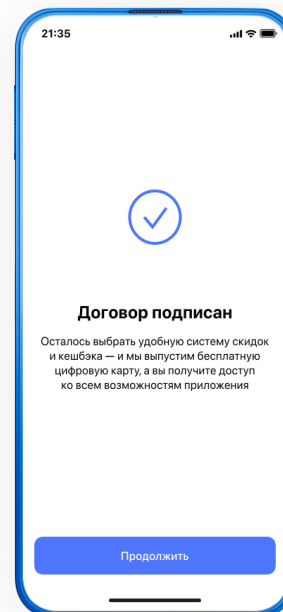 21:35
Договор подписан
Осталось выбрать удобную систему скидок
и кешбэка — и мы выпустим бесплатную
цифровую карту, а вы получите доступ
ко всем возможностям приложения
Продолжить